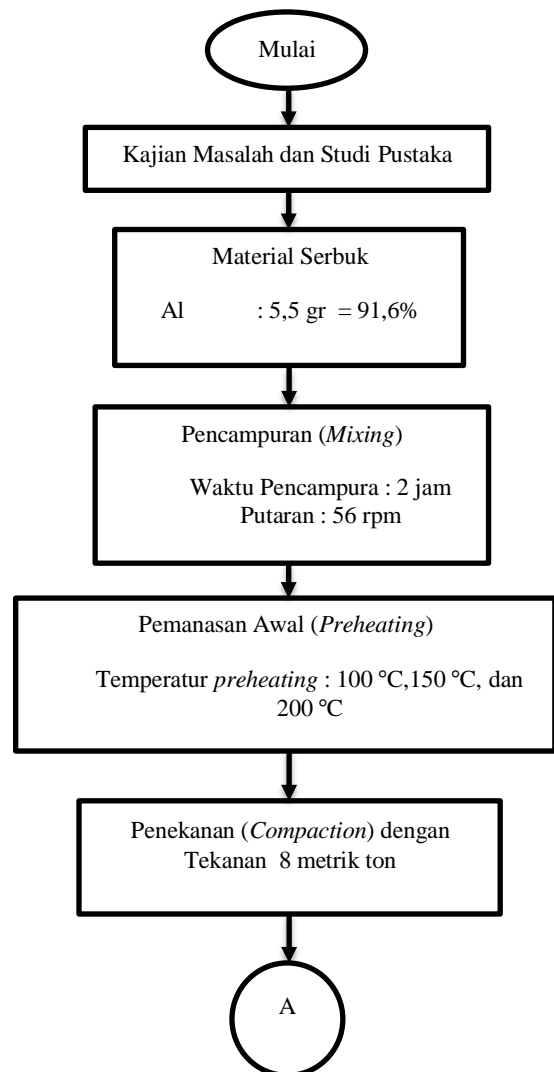 Mulai
Kajian Masalah dan Studi Pustaka
Material Serbuk
Al : 5,5 gr = 91,6%
Pencampuran (Mixing)
Waktu Pencampura : 2 jam
Putaran : 56 rpm
Pemanasan Awal (Preheating)
Temperatur preheating : 100 °C,150 °C, dan
200 °C
Penekanan (Compaction) dengan
Tekanan 8 metrik ton
A